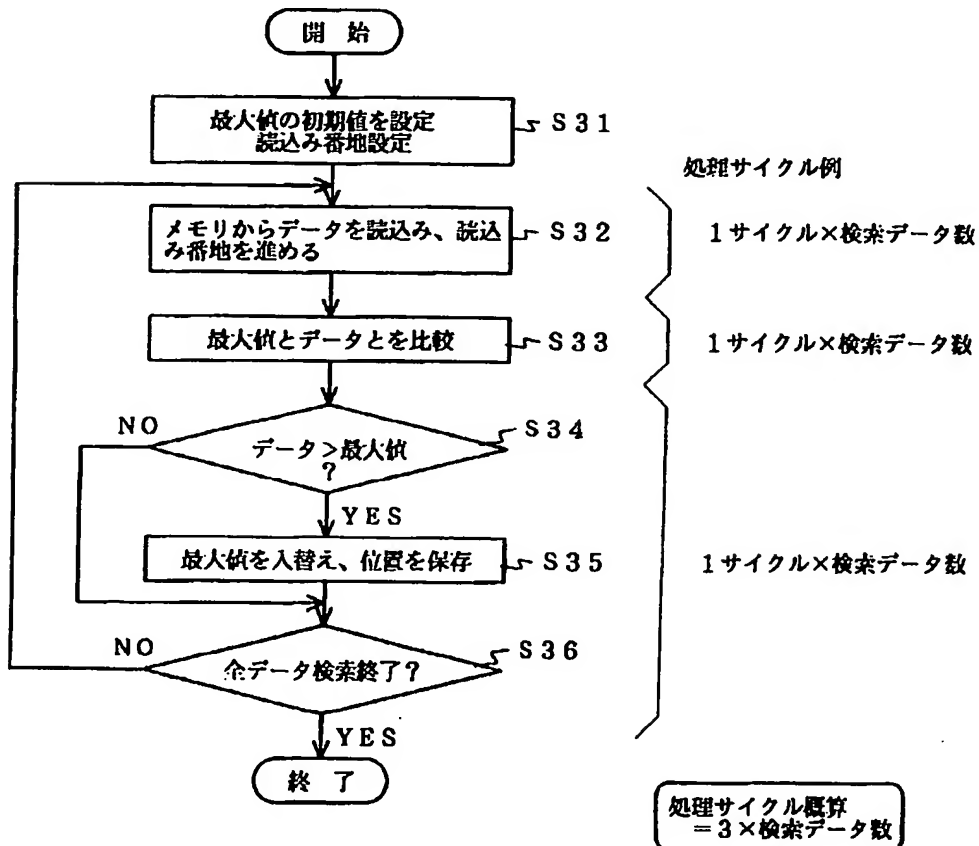 開 始
最大値の初期値を設定
読込み番地設定
S31
処理サイクル例
メモリからデータを読込み、読込
み番地を進める
S32
1サイクル×検索データ数
最大値とデータとを比較
S33
1サイクル×検索データ数
NO
データ>最大値
?
S34
YES
最大値を入替え、位置を保存
S35
1サイクル×検索データ数
NO
全データ検索終了?
S36
YES
終 了
処理サイクル概算
=3×検索データ数